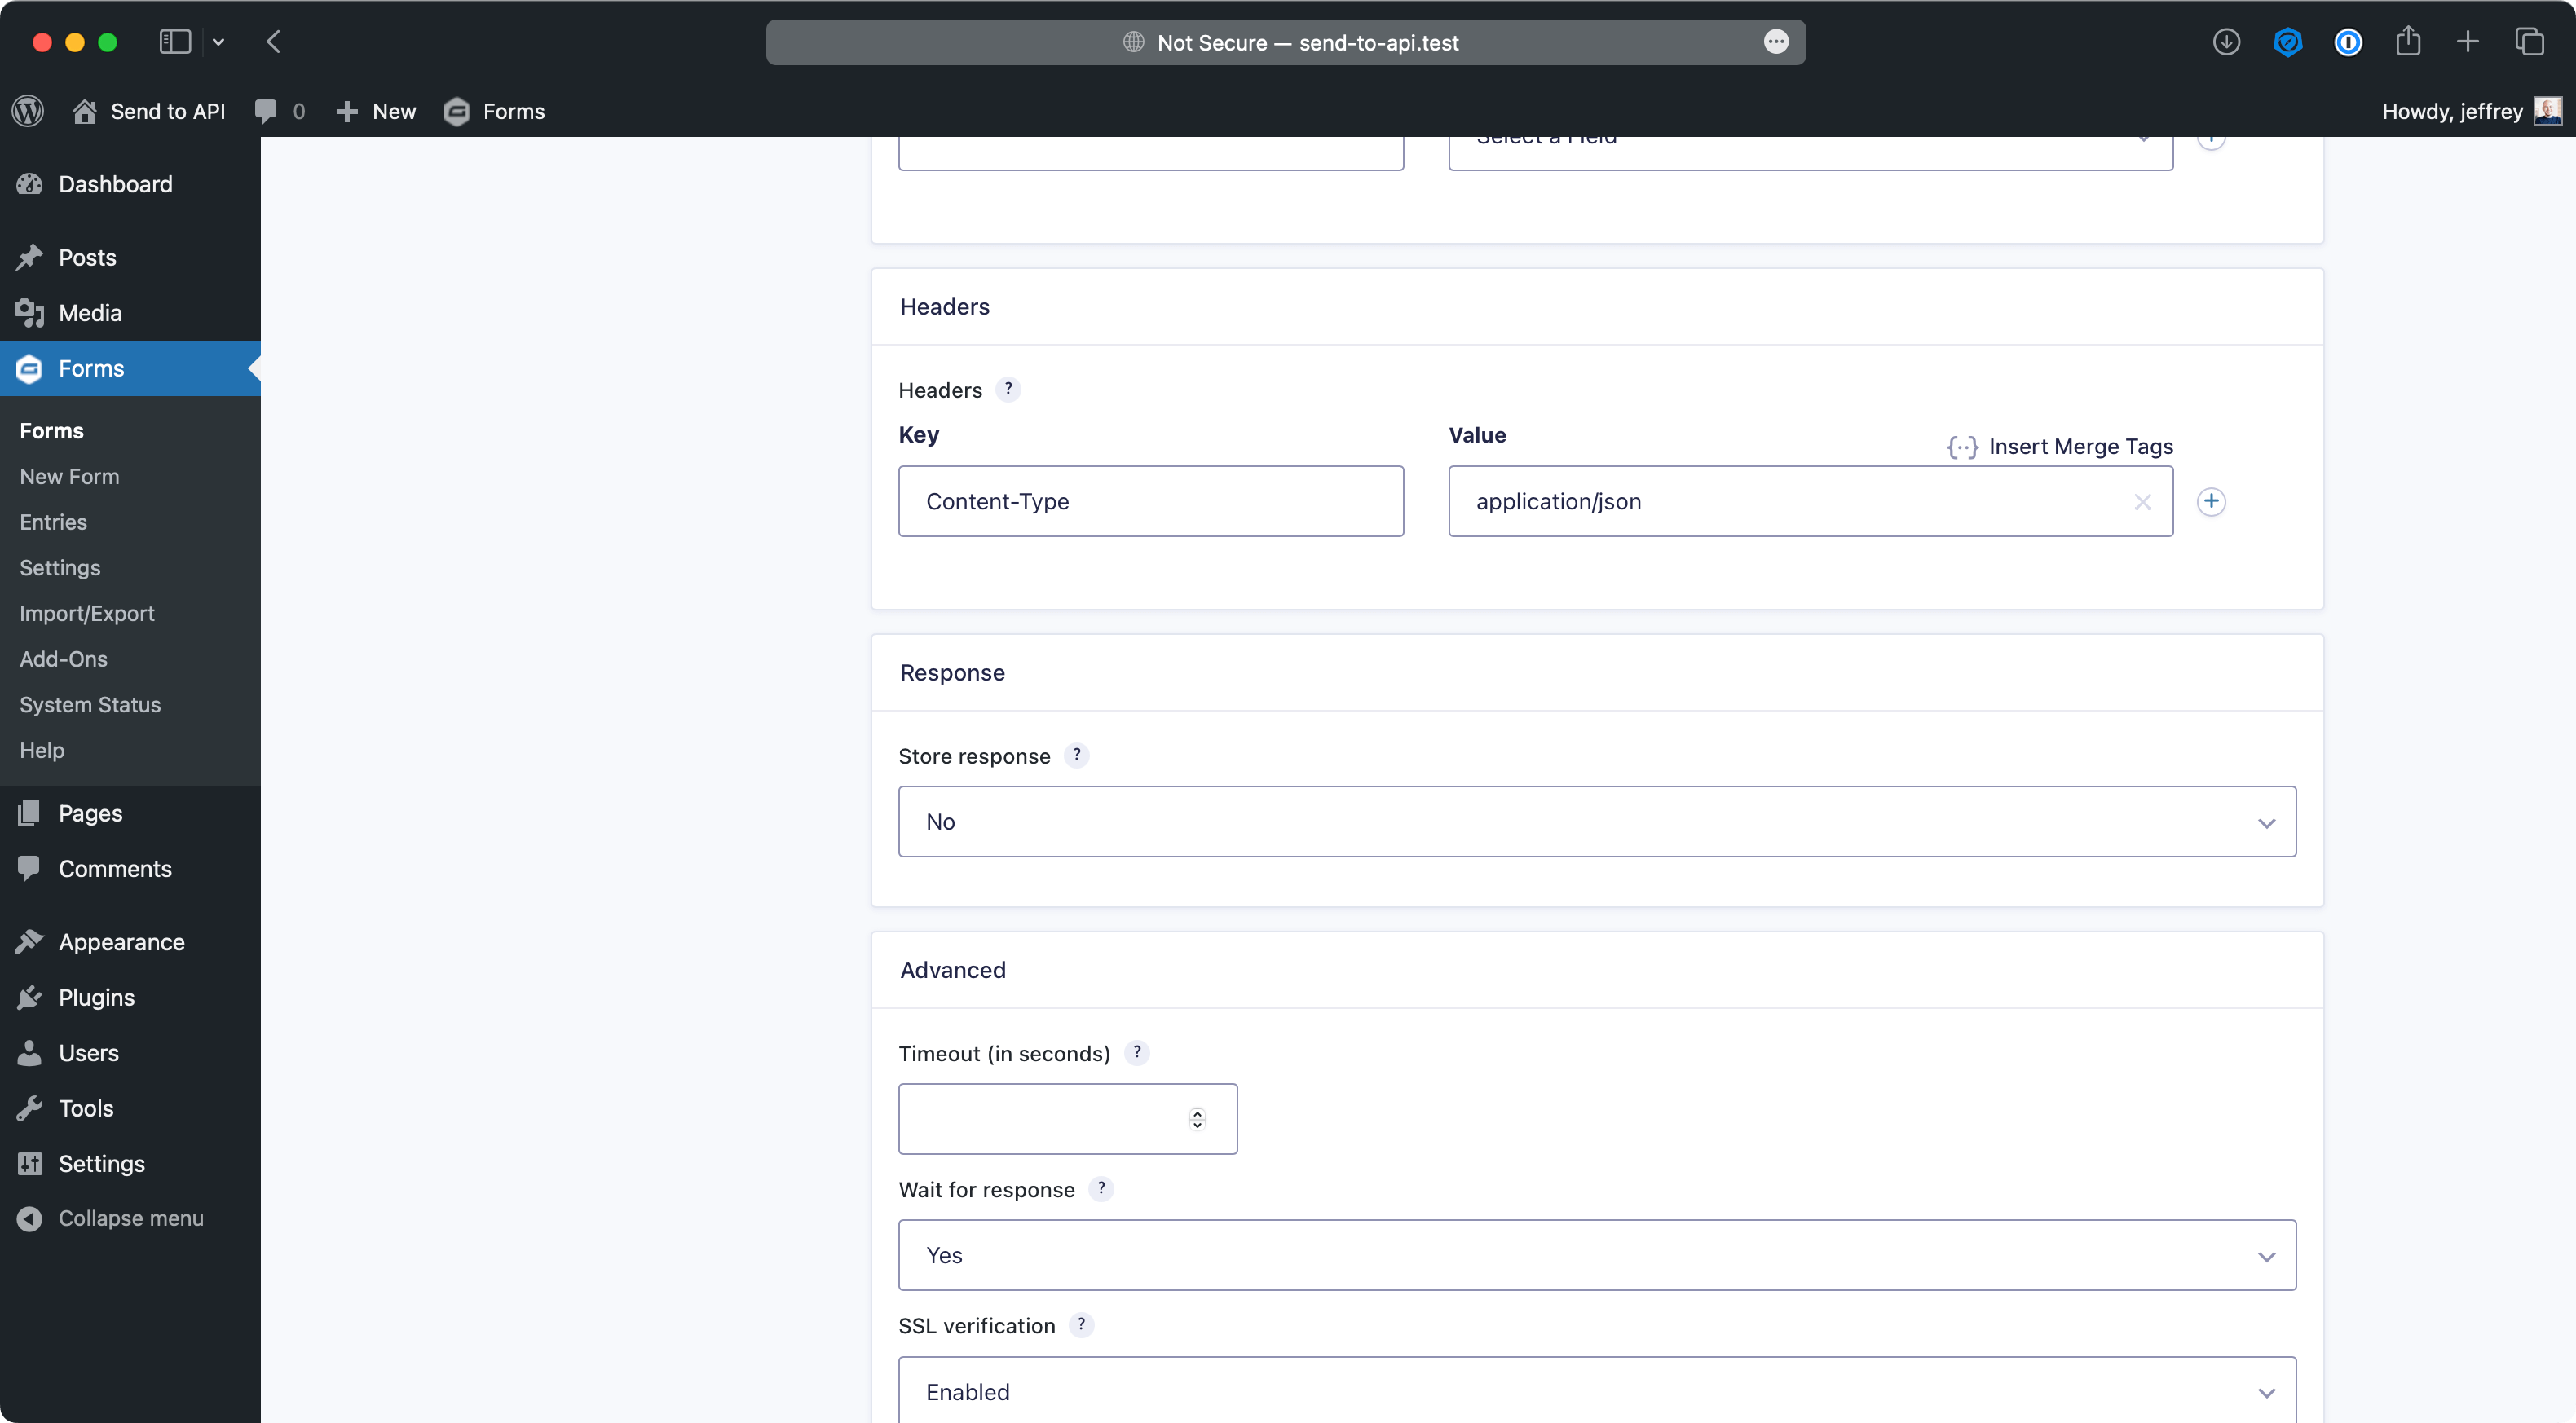 Not Secure — send-to-api.test
Send to API
0
New
Forms
Howdy, jeffrey
Dashboard
Posts
Media
Forms
Forms
New Form
Entries
Settings
Import/Export
Add-Ons
System Status
Help
Pages
Comments
Appearance
Plugins
Users
Tools
Settings
Collapse menu
Select a Field
Headers
Headers ?
Key
Value
{··} Insert Merge Tags
Content-Type
application/json
Response
Store response ?
No
Advanced
Timeout (in seconds) ?
Wait for response ?
Yes
SSL verification ?
Enabled